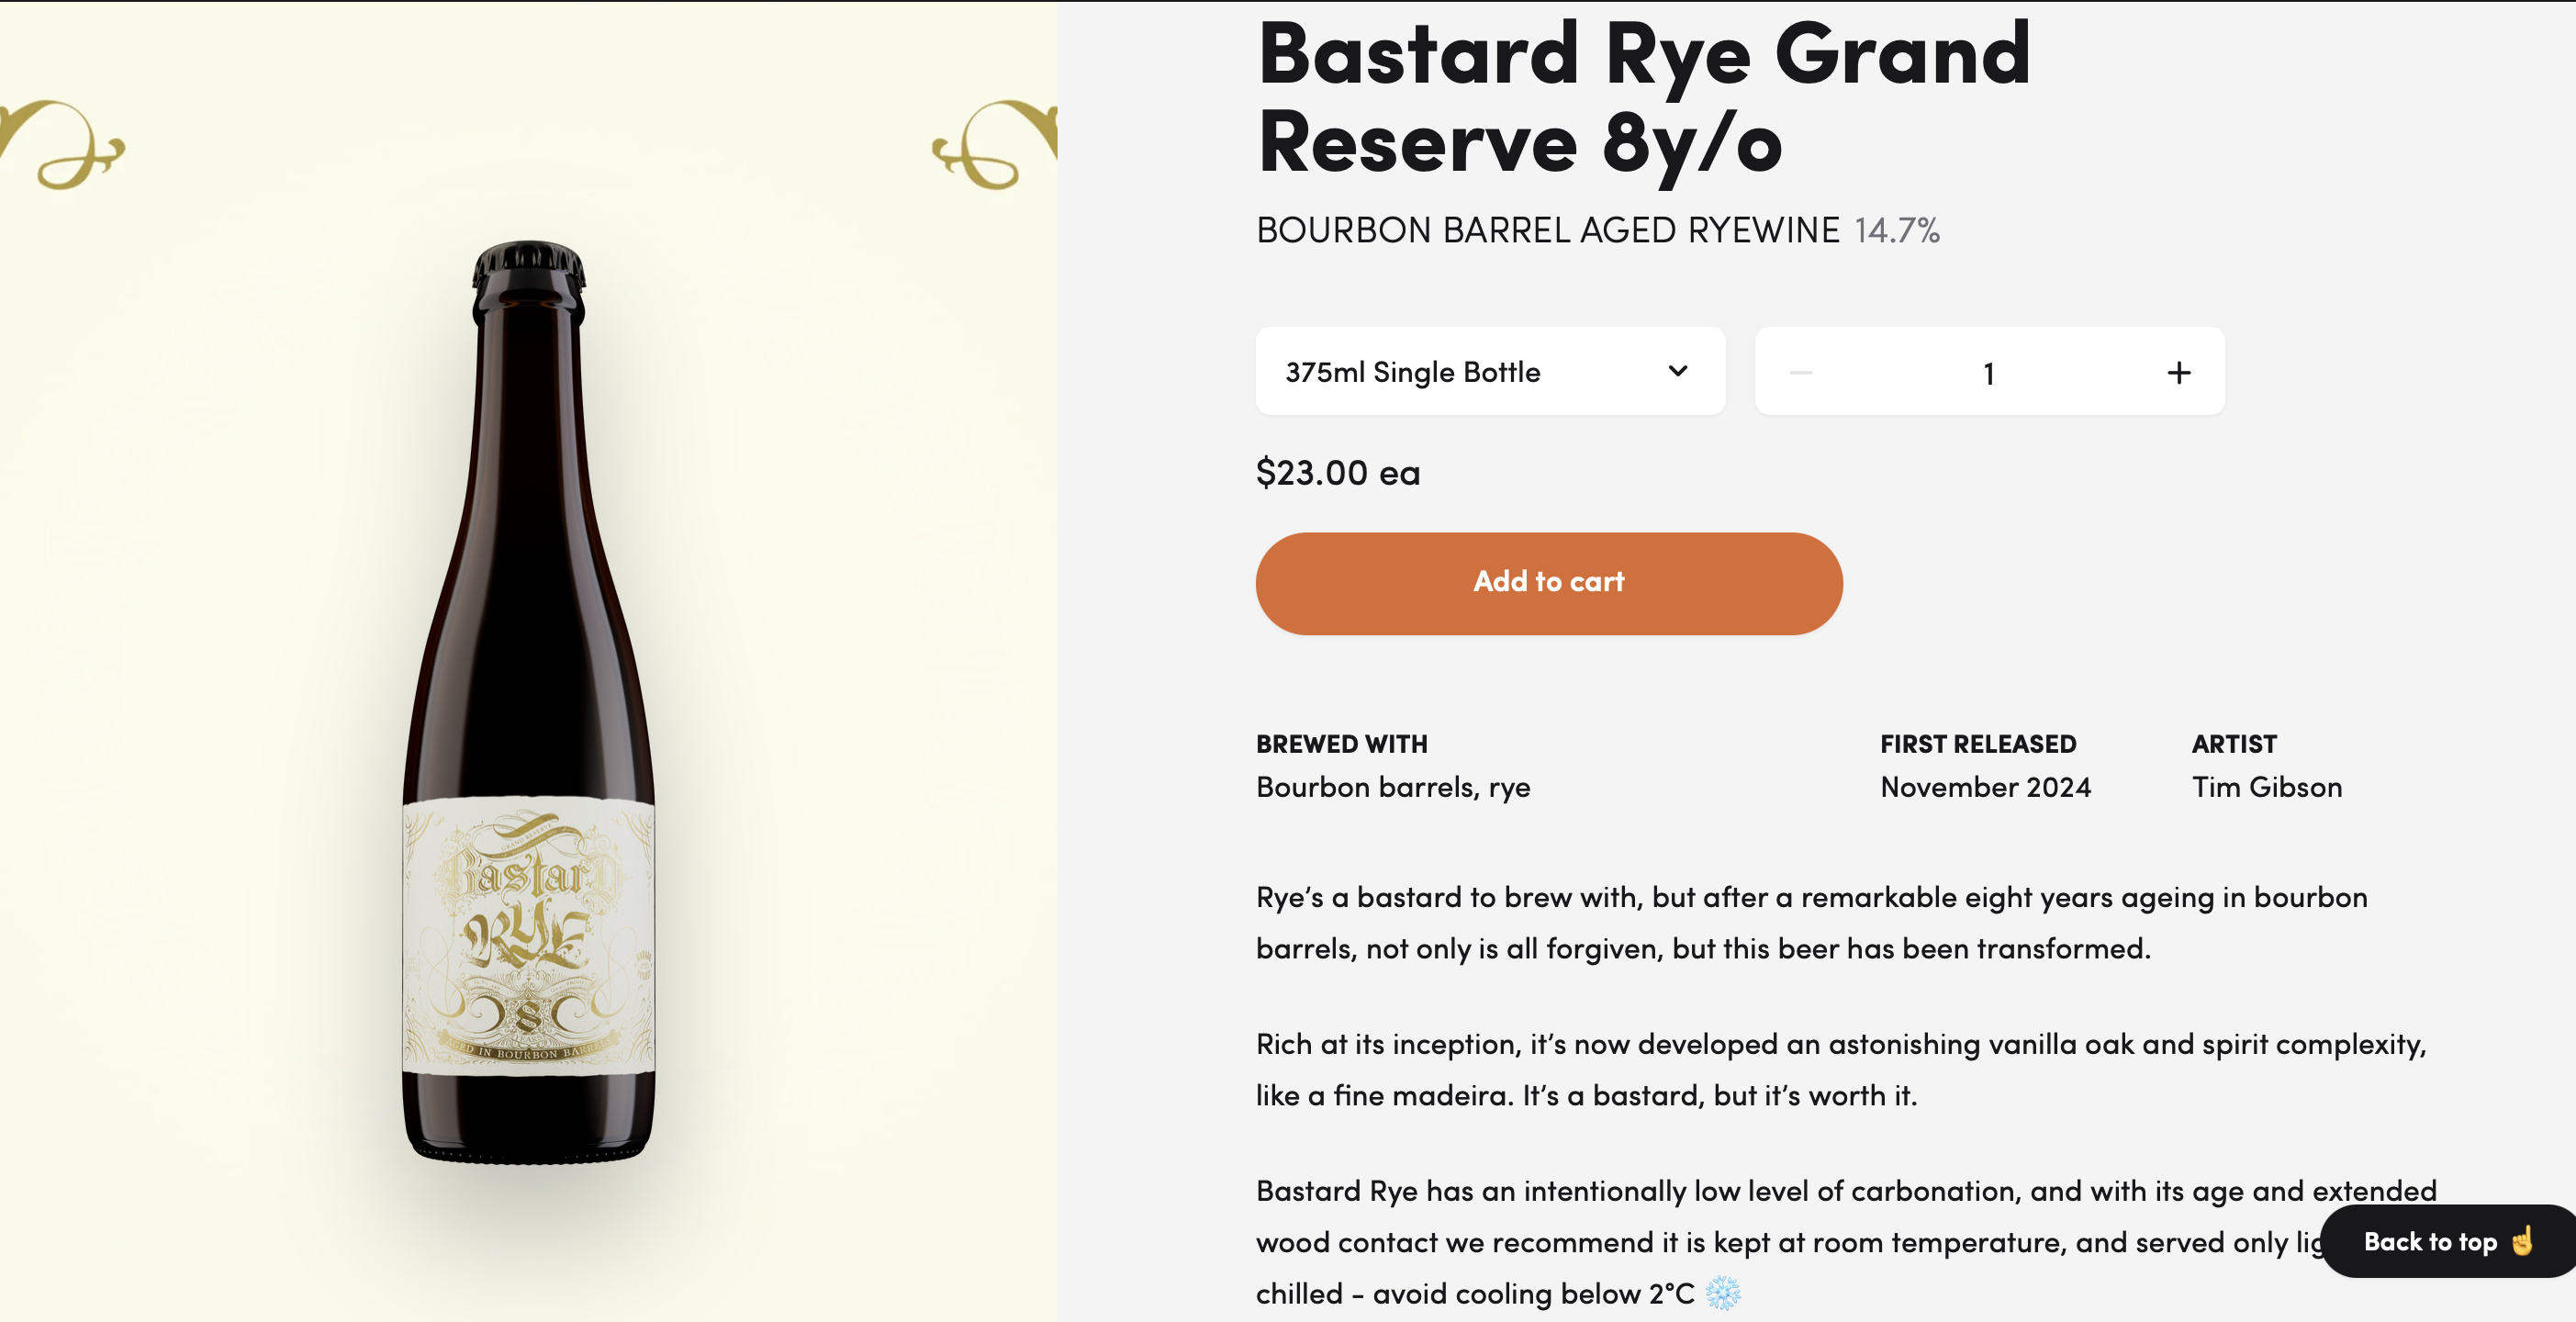 Bastard Rye Grand
Reserve 8y/o
BOURBON BARREL AGED RYEWINE 14.7%
375ml Single Bottle
1
$23.00 ea
Add to cart
BREWED WITH
Bourbon barrels, rye
FIRST RELEASED
November 2024
ARTIST
Tim Gibson
Rye’s a bastard to brew with, but after a remarkable eight years ageing in bourbon
barrels, not only is all forgiven, but this beer has been transformed.
Rich at its inception, it’s now developed an astonishing vanilla oak and spirit complexity,
like a fine madeira. It’s a bastard, but it’s worth it.
Bastard Rye has an intentionally low level of carbonation, and with its age and extended
wood contact we recommend it is kept at room temperature, and served only
chilled - avoid cooling below 2°C ❄️
Back to top ☝️
GRAND RESERVE
Bastard
RYE
8
YEARS
AGED IN BOURBON BARRELS